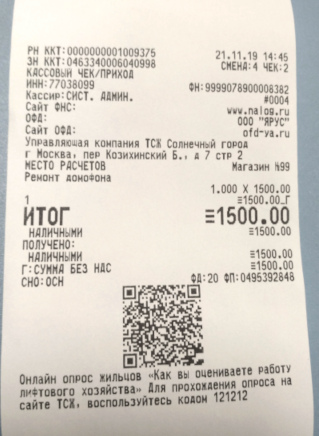 РН ККТ:0000000001009375 21.11.19 14:45
ЗН ККТ:0463340006040998 СМЕНА:4 ЧЕК:2
КАССОВЫЙ ЧЕК/ПРИХОД
ИНН:77038099 ФН:9999078900008382
Кассир:СИСТ. АДМИН. #0004
Сайт ФНС: www.nalog.ru
ОФД: ООО "ЯРУС"
Сайт ОФД: ofd-ya.ru
Управляющая компания ТСЖ Солнечный город
г Москва, пер Козихинский Б., д 7 стр 2
МЕСТО РАСЧЕТОВ Магазин №99
Ремонт домофона
1.000 X 1500.00
1 ≡1500.00_Г
ИТОГ ≡1500.00
НАЛИЧНЫМИ ≡1500.00
ПОЛУЧЕНО:
НАЛИЧНЫМИ ≡1500.00
Г:СУММА БЕЗ НДС ≡1500.00
СНО:ОСН ФД:20 ФП:0495392848
Онлайн опрос жильцов «Как вы оцениваете работу
лифтового хозяйства» Для прохождения опроса на
сайте ТСЖ, воспользуйтесь кодом 121212